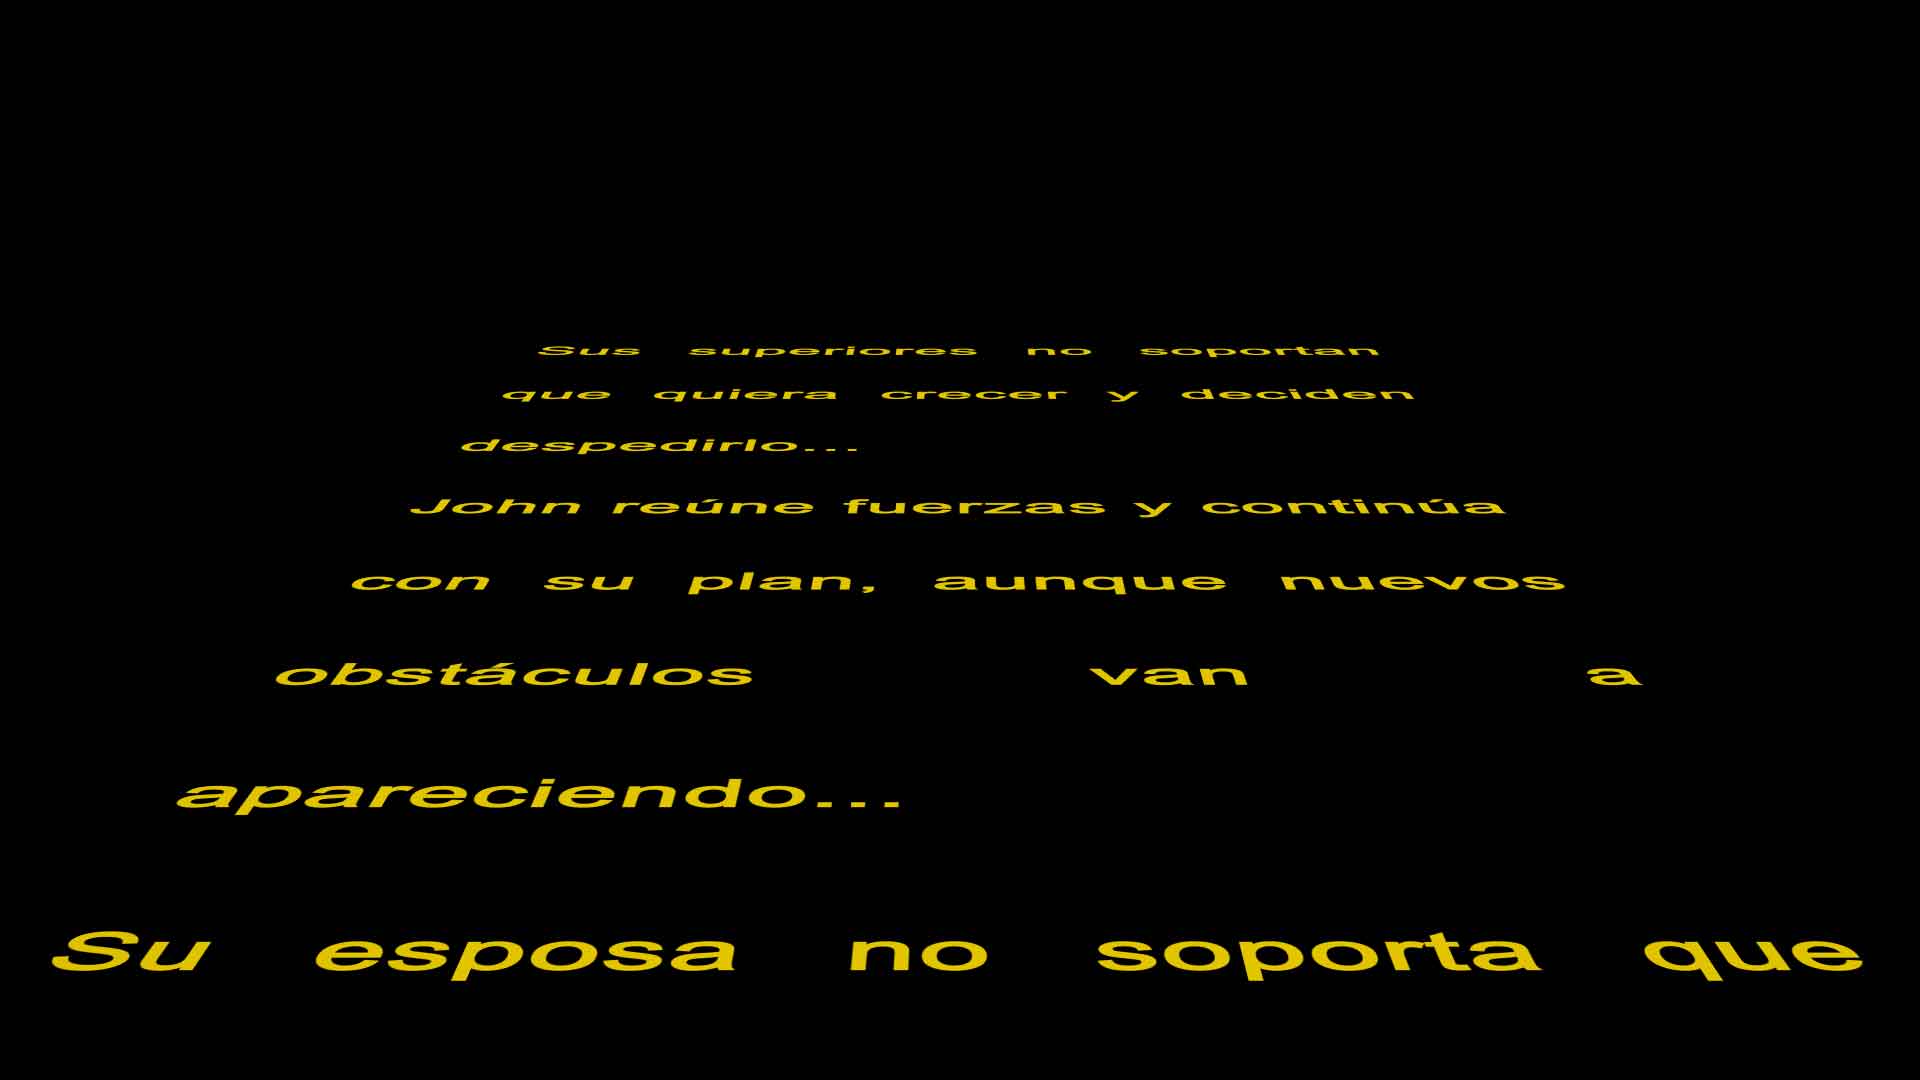 Sus superiores no soportan
que quiera crecer y deciden
despedirlo...
John reúne fuerzas y continúa
con su plan, aunque nuevos
obstáculos van a
apareciendo...
Su esposa no soporta que